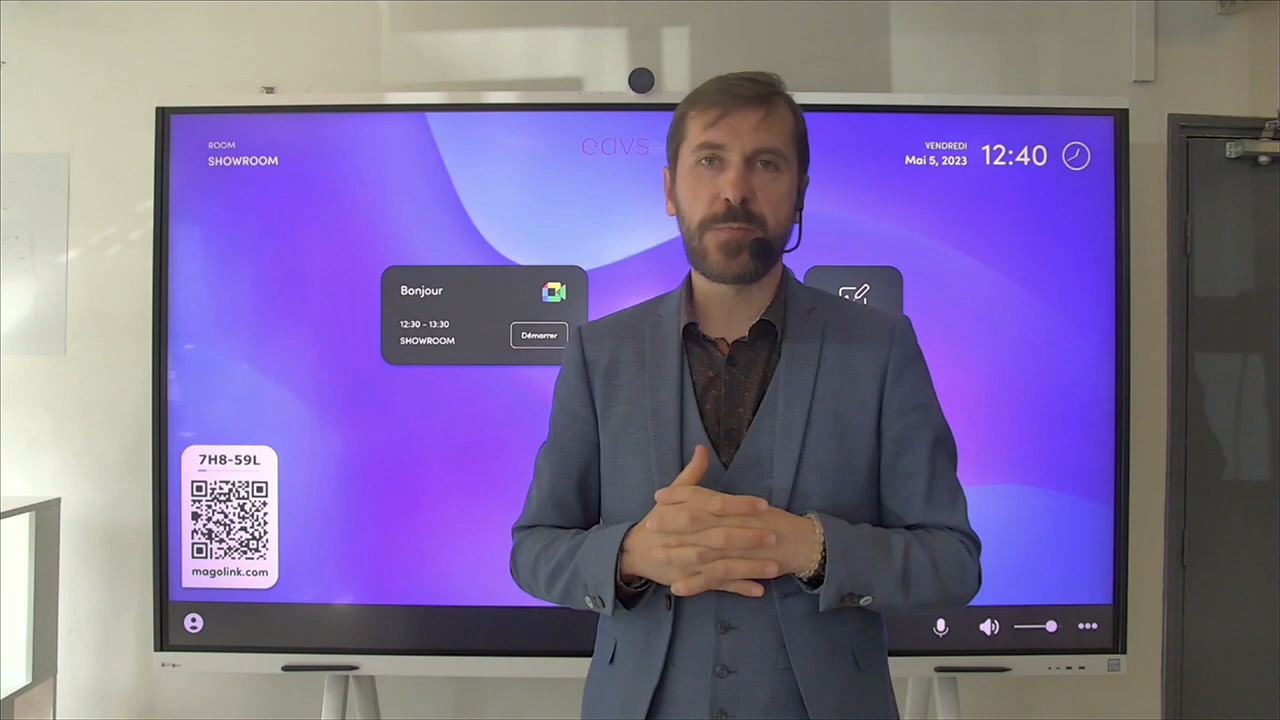 ROOM
SHOWROOM
eavs
VENDREDI
Mai 5, 2023
12:40
Bonjour
12:30 - 13:30
SHOWROOM
Démarrer
7H8-59L
magolink.com